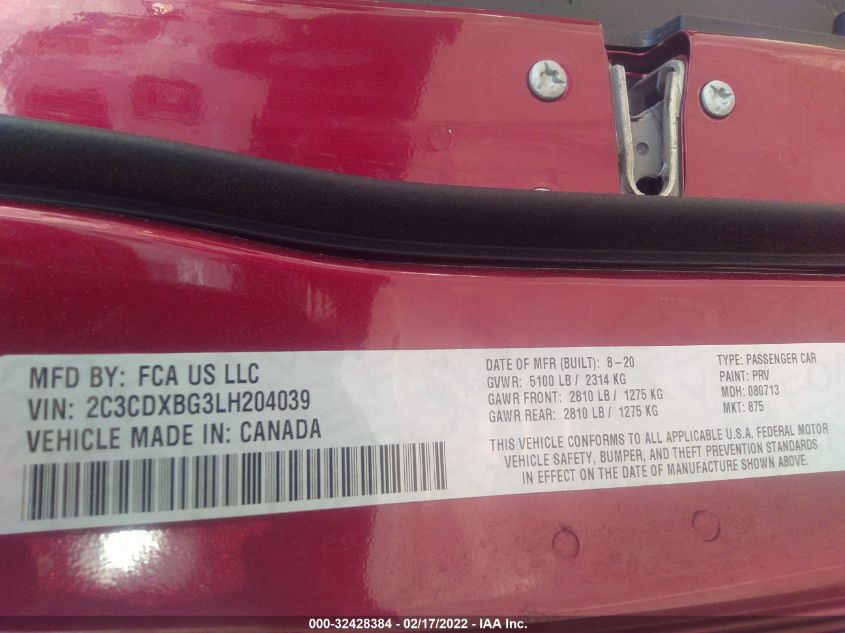 MFD BY: FCA US LLC
VIN: 2C3CDXBG3LH204039
VEHICLE MADE IN: CANADA
DATE OF MFR (BUILT): 8-20
GVWR: 5100 LB / 2314 KG
GAWR FRONT: 2810 LB / 1275 KG
GAWR REAR: 2810 LB / 1275 KG
TYPE: PASSENGER CAR
PAINT: PRV
MDH: 080713
MKT: 875
THIS VEHICLE CONFORMS TO ALL APPLICABLE U.S.A. FEDERAL MOTOR
VEHICLE SAFETY, BUMPER, AND THEFT PREVENTION STANDARDS
IN EFFECT ON THE DATE OF MANUFACTURE SHOWN ABOVE.
000-32428384 - 02/17/2022 - IAA Inc.